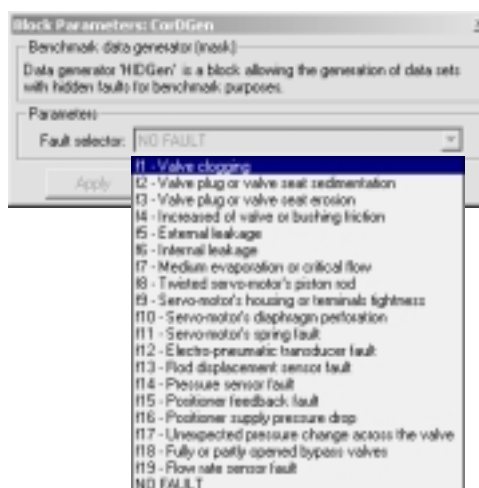 Block Parameters: CorDGen
Benchmark data generator (mask)
Data generator 'HIDGen' is a block allowing the generation of data sets
with hidden faults for benchmark purposes.
Parameters
Fault selector: NO FAULT
f1 - Valve clogging
Apply
f2 - Valve plug or valve seat sedimentation
f3 - Valve plug or valve seat erosion
f4 - Increased of valve or bushing friction
f5 - External leakage
f6 - Internal leakage
f7 - Medium evaporation or critical flow
f8 - Twisted servo-motor's piston rod
f9 - Servo-motor's housing or terminals tightness
f10 - Servo-motor's diaphragm perforation
f11 - Servo-motor's spring fault
f12 - Electro-pneumatic transducer fault
f13 - Rod displacement sensor fault
f14 - Pressure sensor fault
f15 - Positioner feedback fault
f16 - Positioner supply pressure drop
f17 - Unexpected pressure change across the valve
f18 - Fully or partly opened bypass valves
f19 - Flow rate sensor fault
NO FAULT